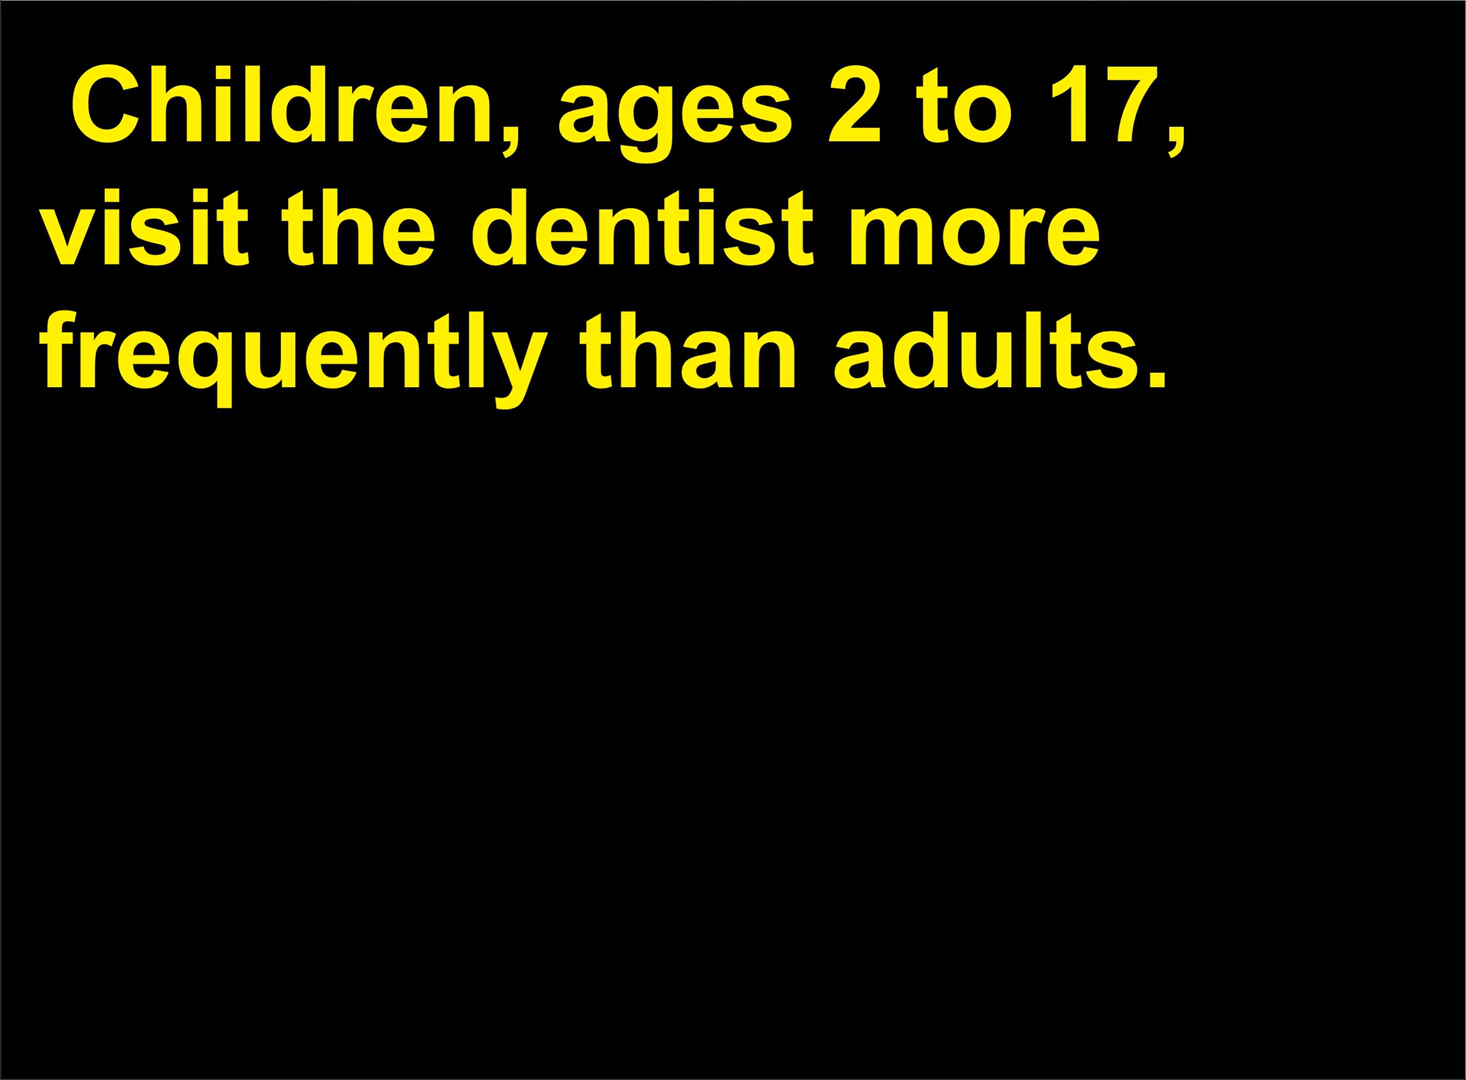 Children, ages 2 to 17,
visit the dentist more
frequently than adults.